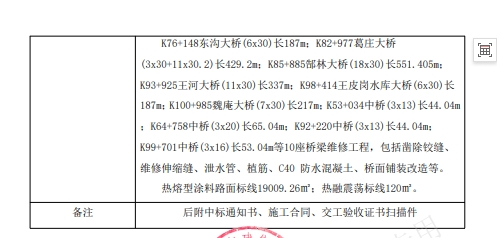 K76+148东沟大桥(6x30)长187m；K82+977葛庄大桥
(3x30+11x30.2)长429.2m；K85+885郜林大桥(18x30)长551.405m；
K93+925王河大桥(11x30)长337m；K98+414王皮岗水库大桥(6x30)长
187m；K100+985魏庵大桥(7x30)长217m；K53+034中桥(3x13)长44.04m
；K64+758中桥(3x20)长65.04m；K92+220中桥(3x13)长44.04m；
K99+701中桥(3x16)长53.04m等10座桥梁维修工程，包括凿除铰缝、
维修伸缩缝、泄水管、植筋、C40 防水混凝土、桥面铺装改造等。
热熔型涂料路面标线19009.26㎡；热融震荡标线120㎡。
备注
后附中标通知书、施工合同、交工验收证书扫描件